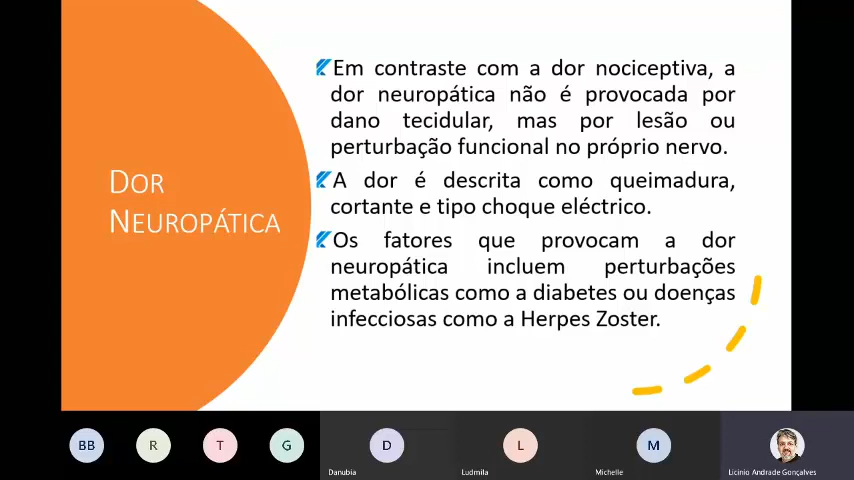 DOR
NEUROPÁTICA
Em contraste com a dor nociceptiva, a
dor neuropática não é provocada por
dano tecidular, mas por lesão ou
perturbação funcional no próprio nervo.
A dor é descrita como queimadura,
cortante e tipo choque eléctrico.
Os fatores que provocam a dor
neuropática incluem perturbações
metabólicas como a diabetes ou doenças
infecciosas como a Herpes Zoster.
BB
R
T
G
D
L
M
Danubia
Ludmila
Michelle
Licinio Andrade Gonçalves